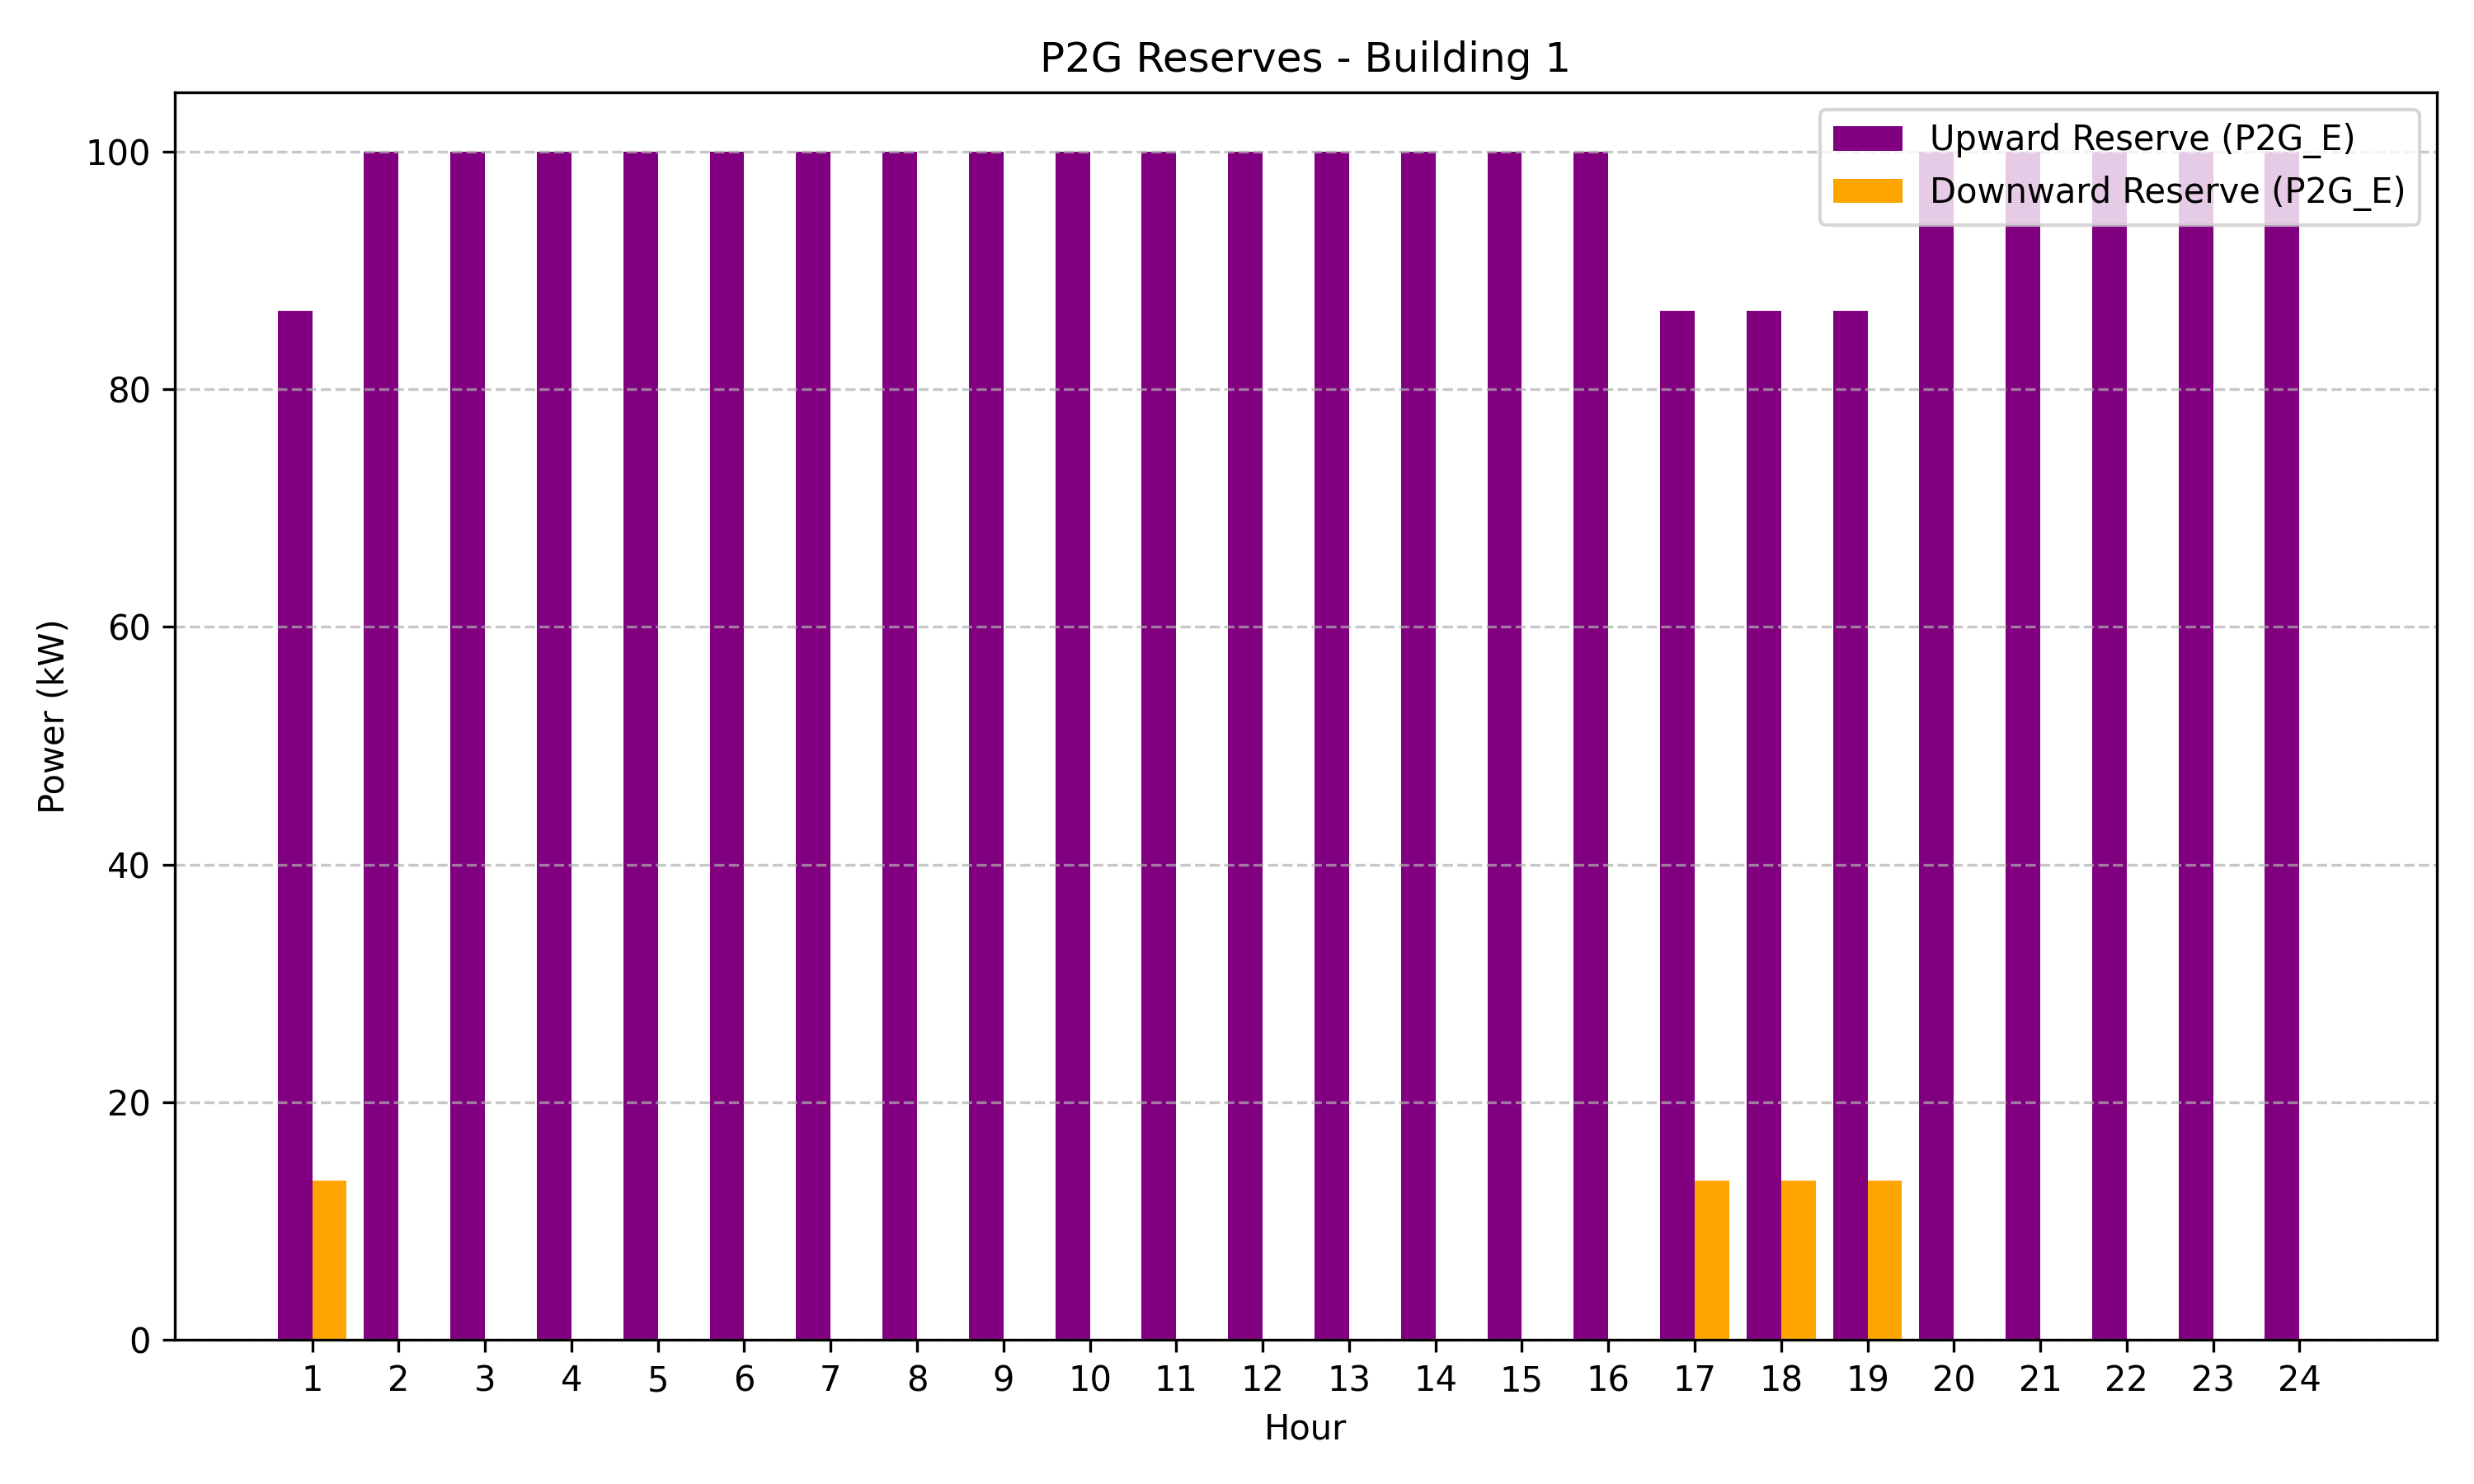 P2G Reserves - Building 1
Upward Reserve (P2G_E)
Downward Reserve (P2G_E)
Power (kW)
100
80
60
40
20
0
1 2 3 4 5 6 7 8 9 10 11 12 13 14 15 16 17 18 19 20 21 22 23 24
Hour